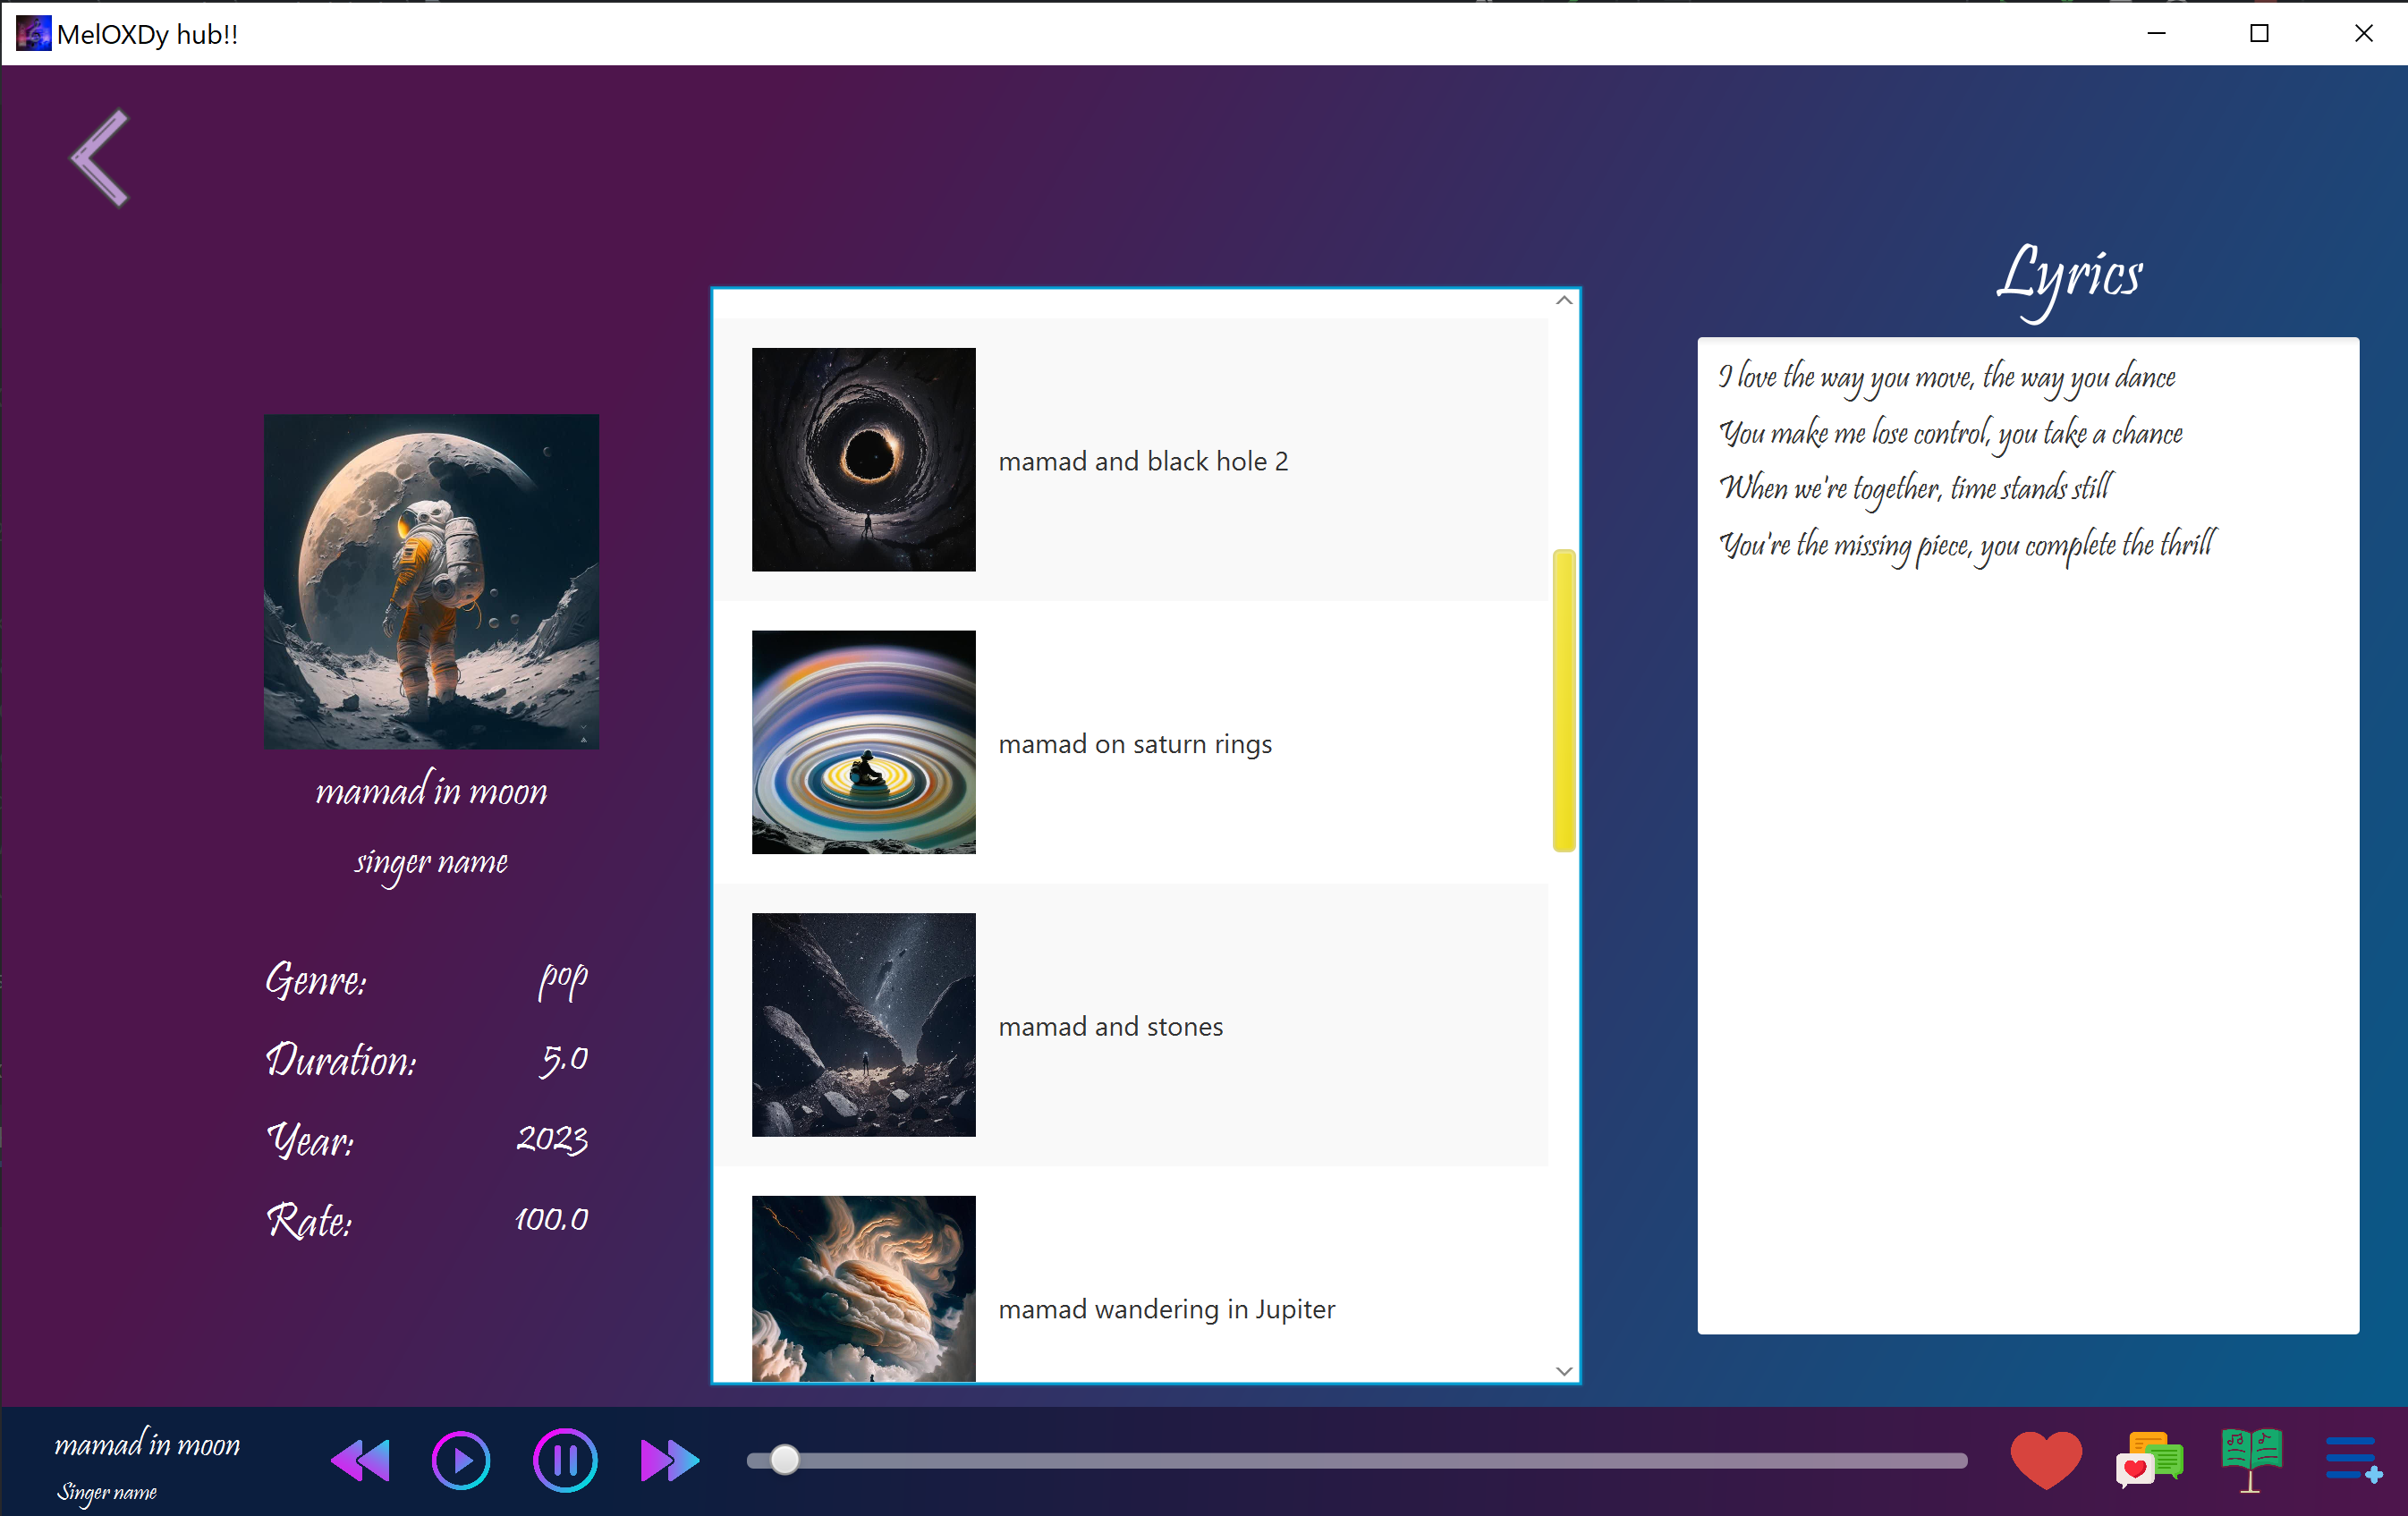 MelOXDy hub!!
mamad in moon
singer name
Genre: pop
Duration: 5.0
Year: 2023
Rate: 100.0
mamad and black hole 2
mamad on saturn rings
mamad and stones
mamad wandering in Jupiter
Lyrics
I love the way you move, the way you dance
You make me lose control, you take a chance
When we're together, time stands still
You're the missing piece, you complete the thrill
mamad in moon
Singer name